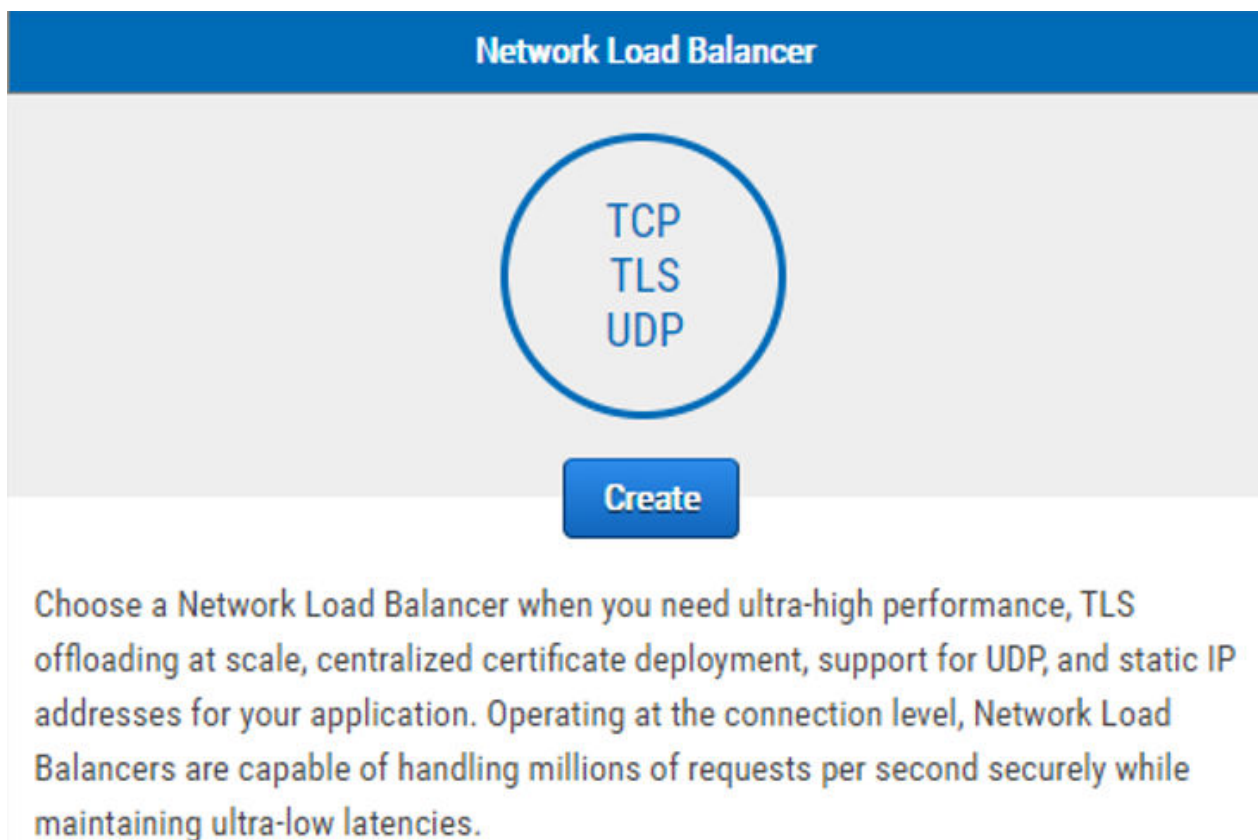 Network Load Balancer
TCP
TLS
UDP
Create
Choose a Network Load Balancer when you need ultra-high performance, TLS
offloading at scale, centralized certificate deployment, support for UDP, and static IP
addresses for your application. Operating at the connection level, Network Load
Balancers are capable of handling millions of requests per second securely while
maintaining ultra-low latencies.